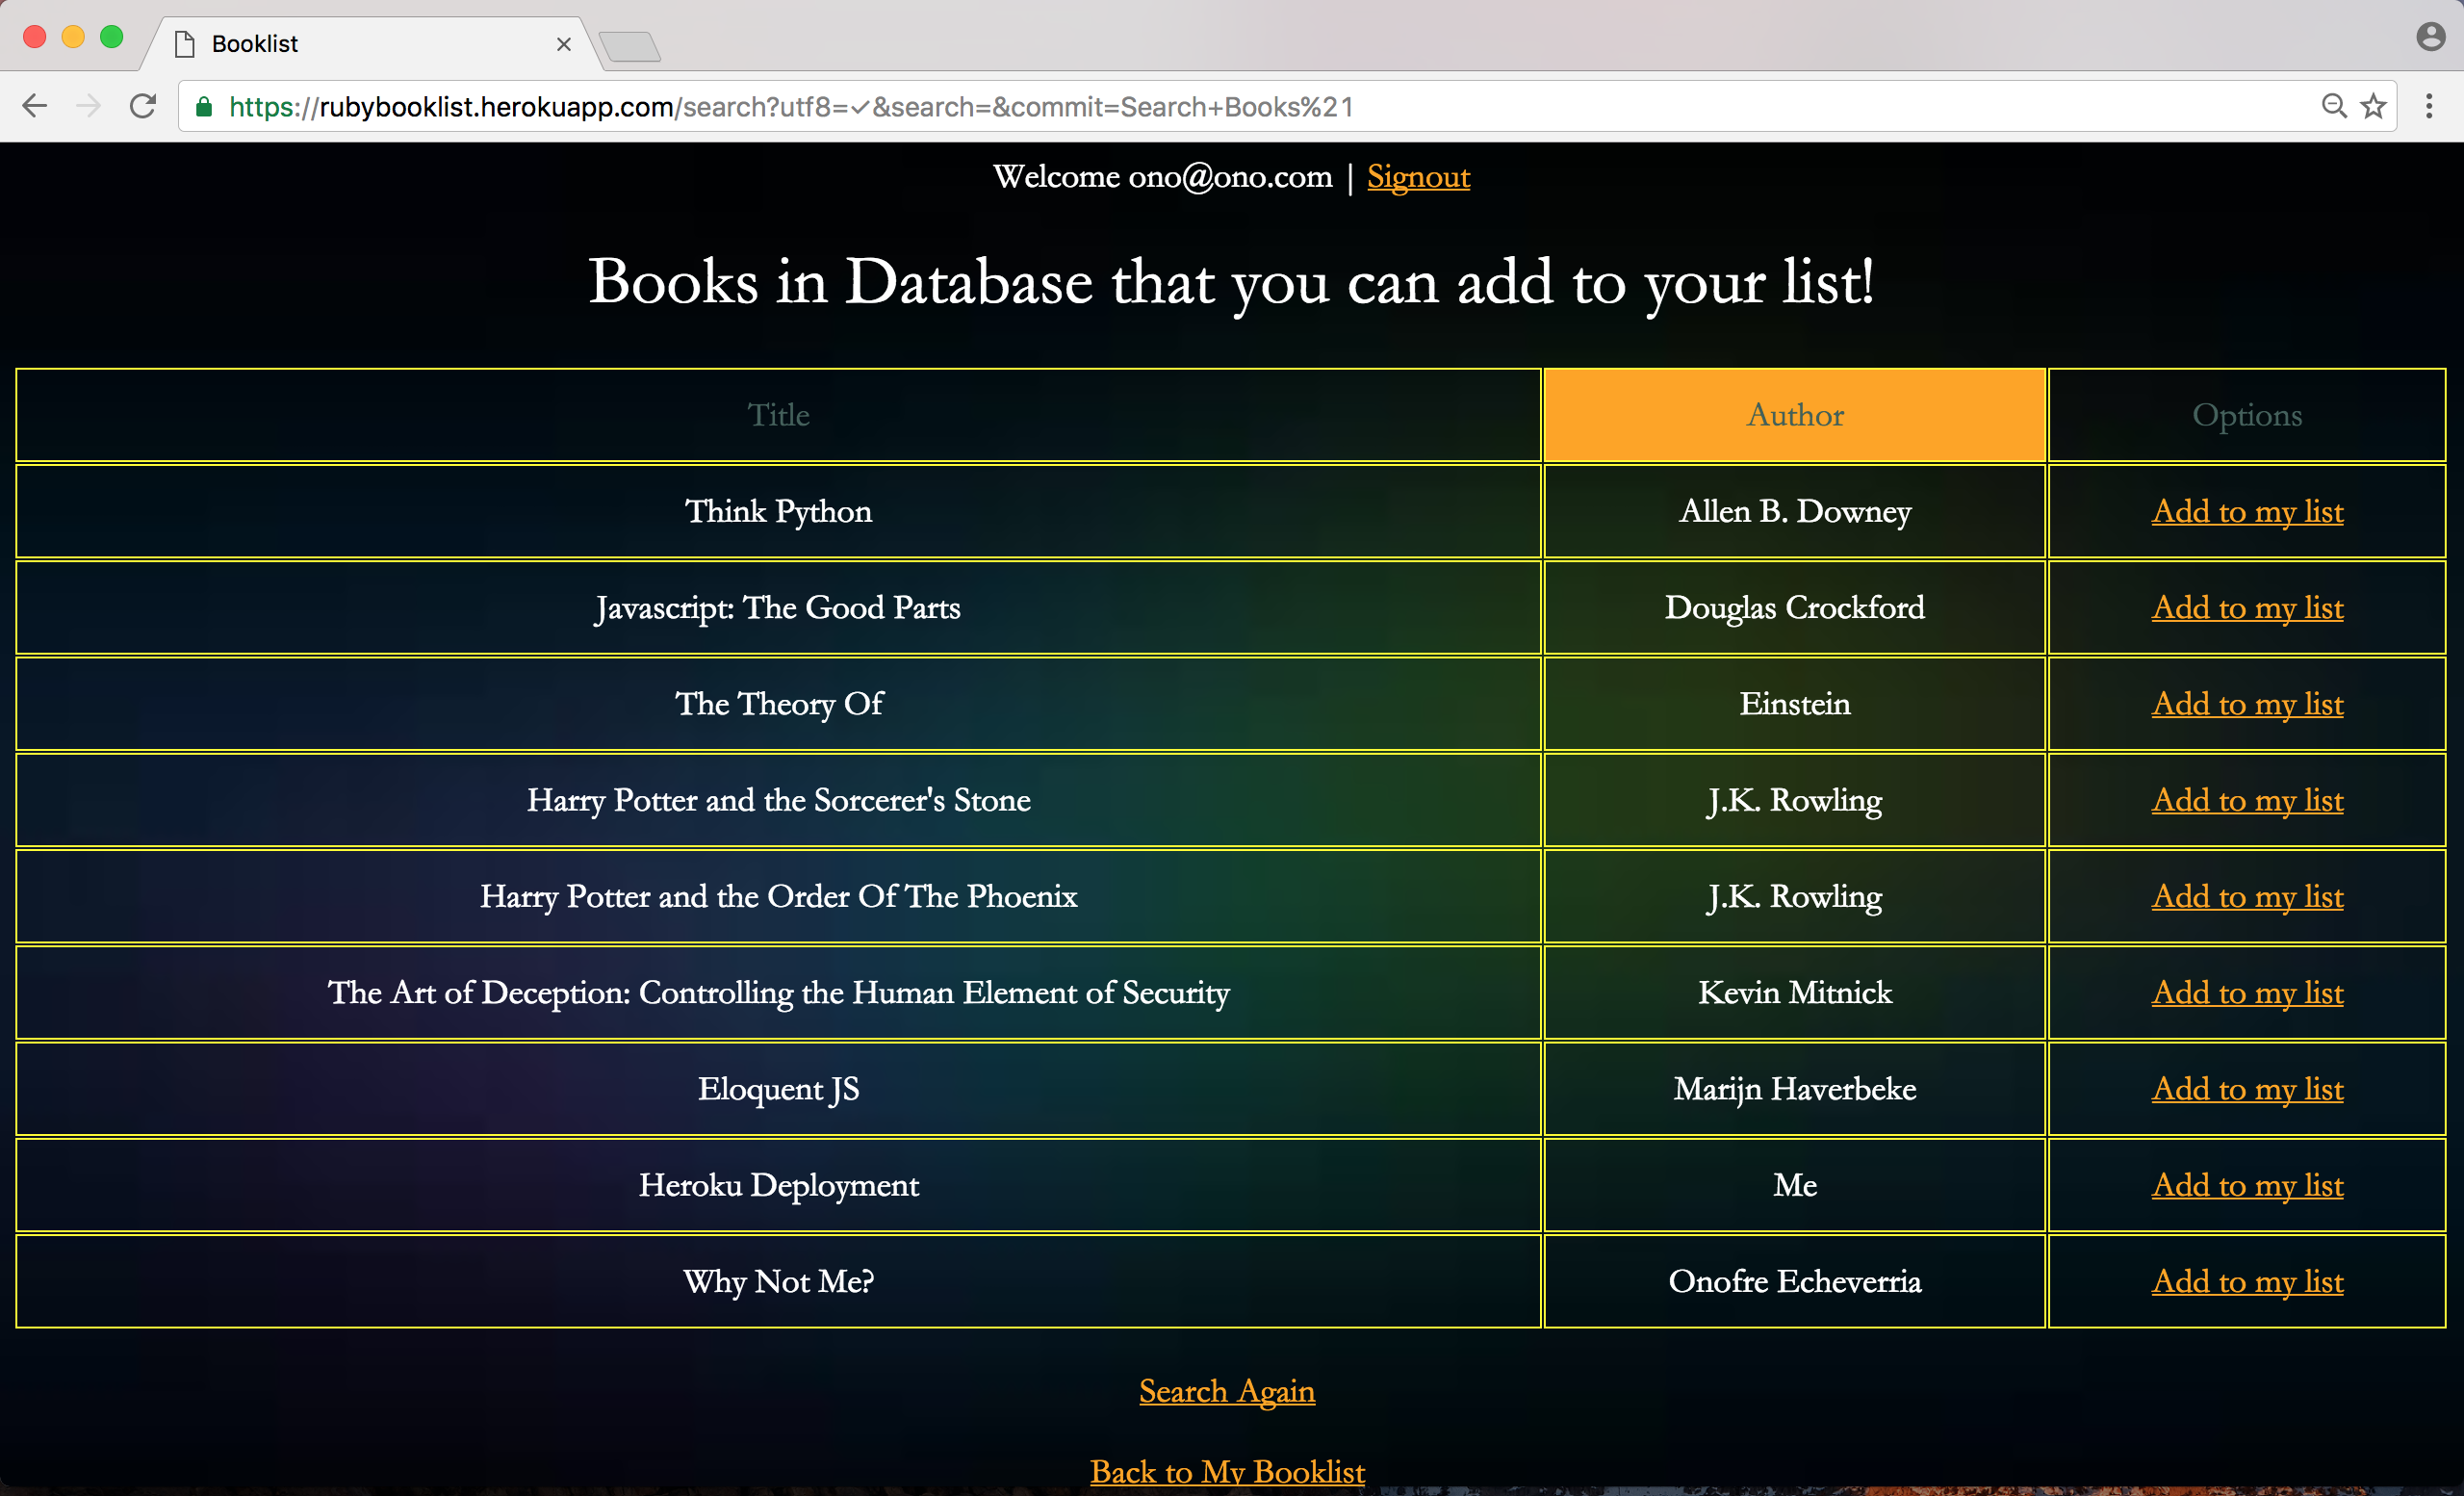 Booklist
https://rubybooklist.herokuapp.com/search?utf8=✓&search=&commit=Search+Books%21
Welcome ono@ono.com | Signout
Books in Database that you can add to your list!
Title Author Options
Think Python Allen B. Downey Add to my list
Javascript: The Good Parts Douglas Crockford Add to my list
The Theory Of Einstein Add to my list
Harry Potter and the Sorcerer's Stone J.K. Rowling Add to my list
Harry Potter and the Order Of The Phoenix J.K. Rowling Add to my list
The Art of Deception: Controlling the Human Element of Security Kevin Mitnick Add to my list
Eloquent JS Marijn Haverbeke Add to my list
Heroku Deployment Me Add to my list
Why Not Me? Onofre Echeverria Add to my list
Search Again
Back to My Booklist